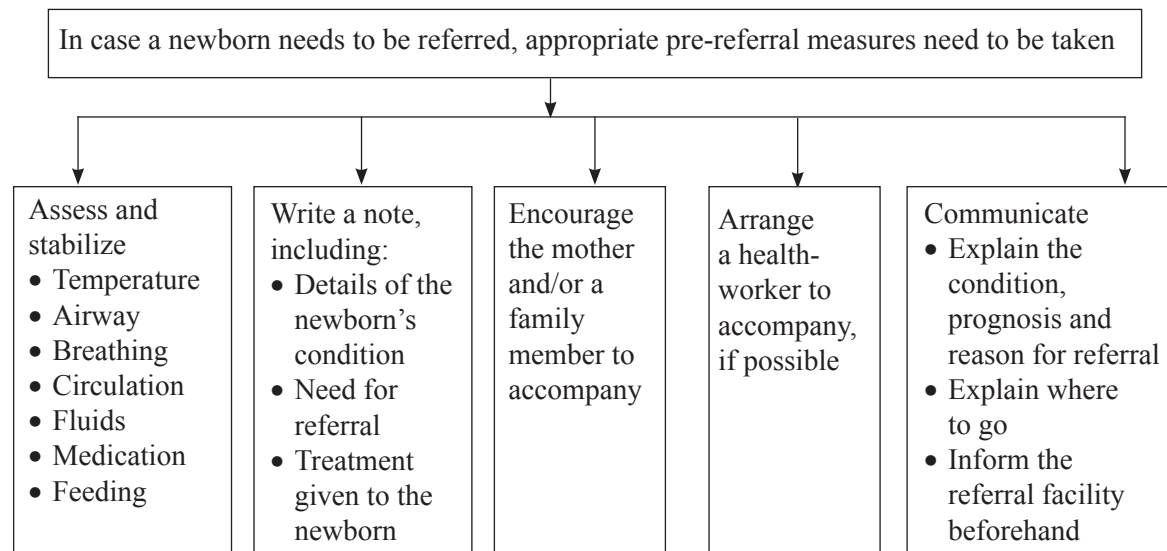 In case a newborn needs to be referred, appropriate pre-referral measures need to be taken
Assess and
stabilize
• Temperature
• Airway
• Breathing
• Circulation
• Fluids
• Medication
• Feeding
Write a note,
including:
• Details of the
newborn’s
condition
• Need for
referral
• Treatment
given to the
newborn
Encourage
the mother
and/or a
family
member to
accompany
Arrange
a health-
worker to
accompany,
if possible
Communicate
• Explain the
condition,
prognosis and
reason for referral
• Explain where
to go
• Inform the
referral facility
beforehand